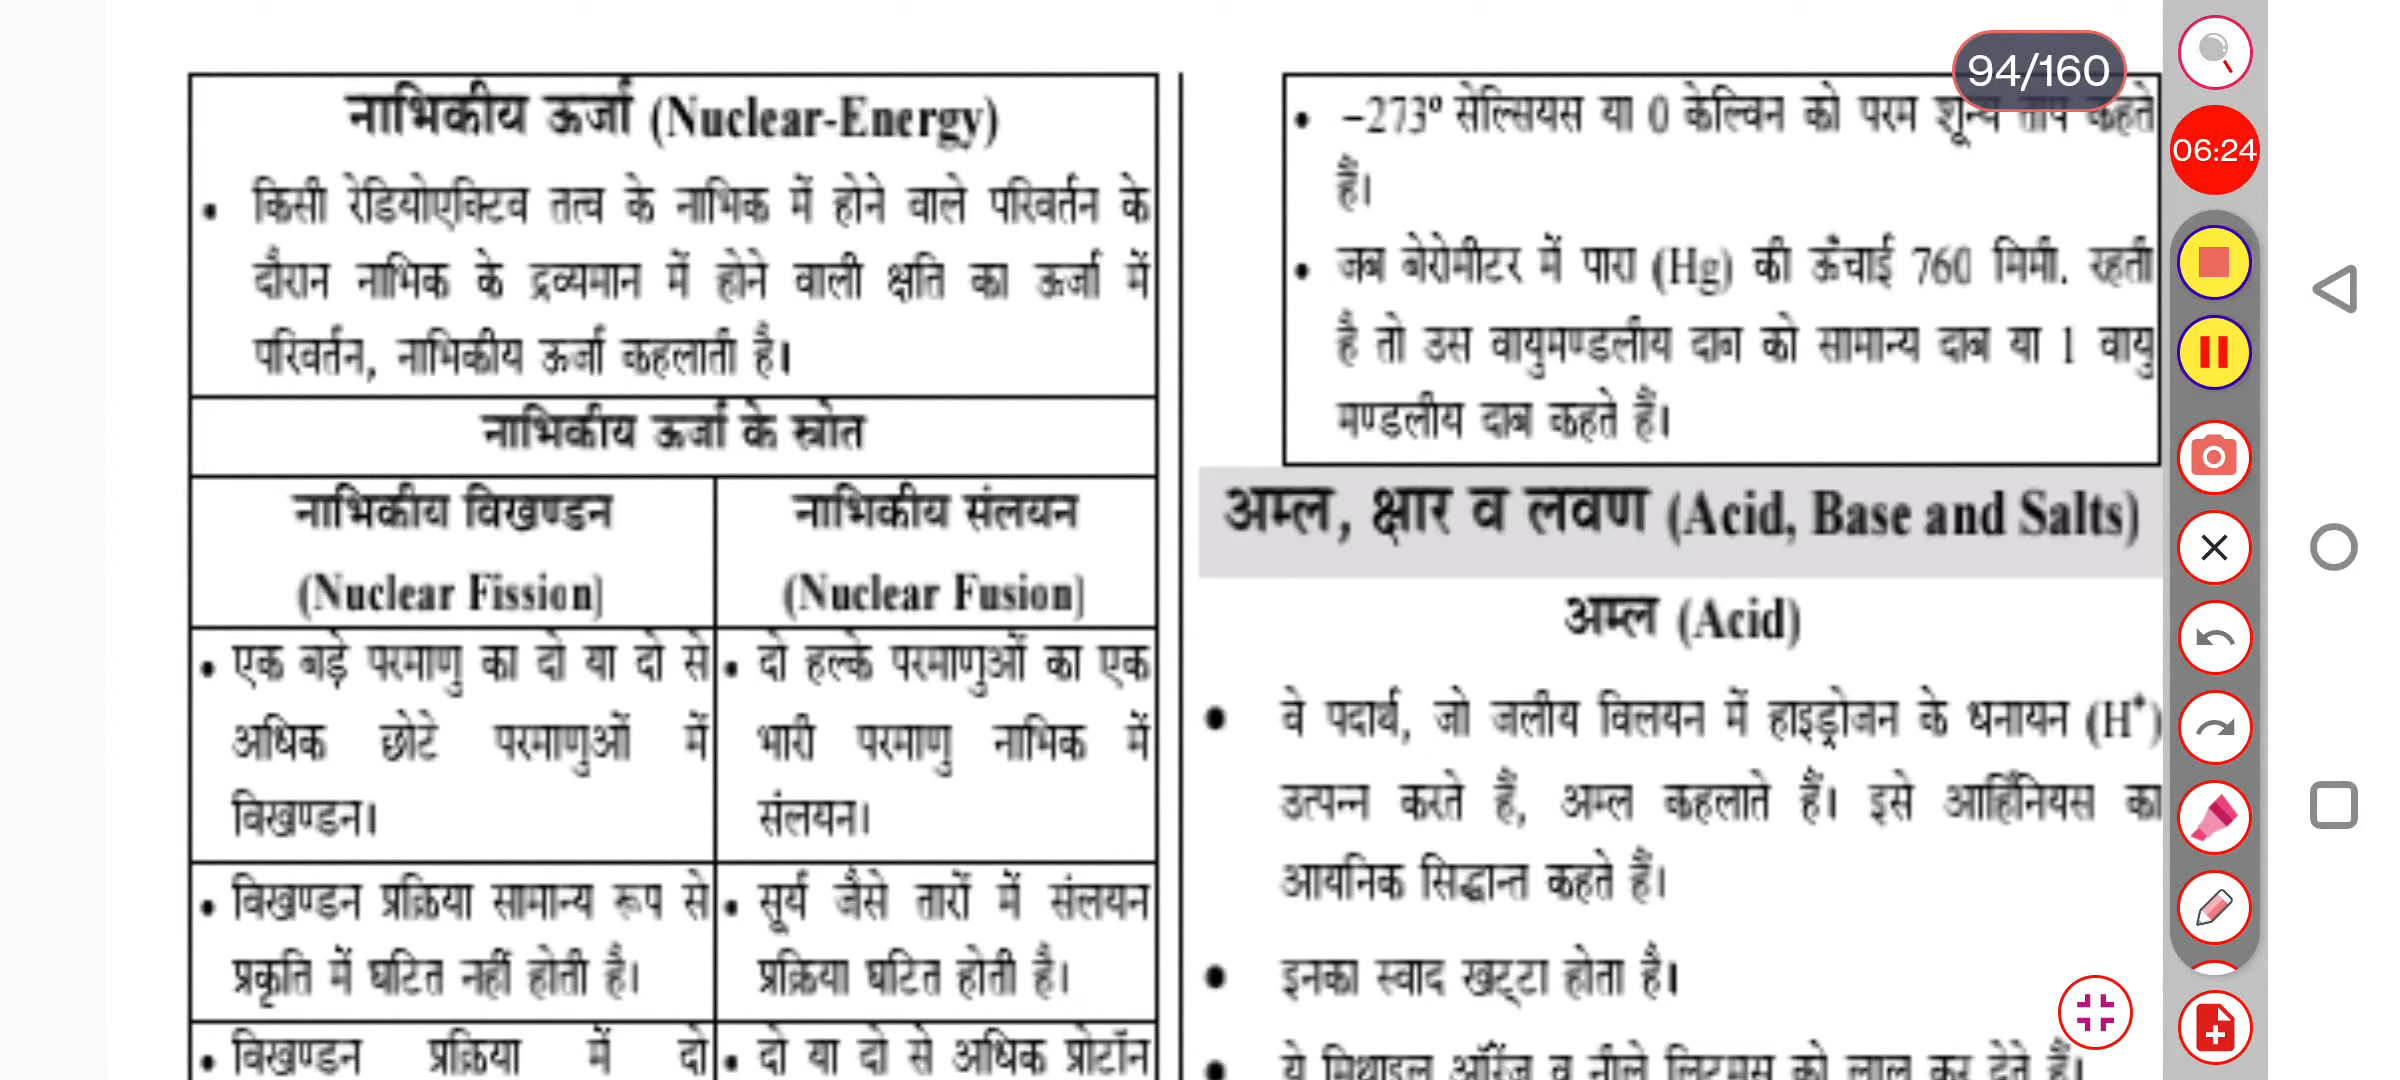 नाभिकीय ऊर्जा (Nuclear-Energy)
• किसी रेडियोएक्टिव तत्व के नाभिक में होने वाले परिवर्तन के
दौरान नाभिक के द्रव्यमान में होने वाली क्षति का ऊर्जा में
परिवर्तन, नाभिकीय ऊर्जा कहलाती है।
नाभिकीय ऊर्जा के स्त्रोत
नाभिकीय विखण्डन
(Nuclear Fission)
• एक बड़े परमाणु का दो या दो से
अधिक छोटे परमाणुओं में
विखण्डन।
• विखण्डन प्रक्रिया सामान्य रूप से
प्रकृति में घटित नहीं होती है।
• विखण्डन प्रक्रिया में दो
नाभिकीय संलयन
(Nuclear Fusion)
• दो हल्के परमाणुओं का एक
भारी परमाणु नाभिक में
संलयन।
• सूर्य जैसे तारों में संलयन
प्रक्रिया घटित होती है।
• दो या दो से अधिक प्रोटॉन
• –273° सेल्सियस या 0 केल्विन को परम शून्य ताप कहते
हैं।
• जब बेरोमीटर में पारा (Hg) की ऊँचाई 760 मिमी. रहती
है तो उस वायुमण्डलीय दाब को सामान्य दाब या 1 वायु
मण्डलीय दाब कहते हैं।
अम्ल, क्षार व लवण (Acid, Base and Salts)
अम्ल (Acid)
• वे पदार्थ, जो जलीय विलयन में हाइड्रोजन के धनायन (H⁺)
उत्पन्न करते हैं, अम्ल कहलाते हैं। इसे आर्हिनियस का
आयनिक सिद्धान्त कहते हैं।
• इनका स्वाद खट्टा होता है।
• ये मिथाइल ऑरेंज व नीले लिटमस को लाल कर देते हैं।
94/160
06:24